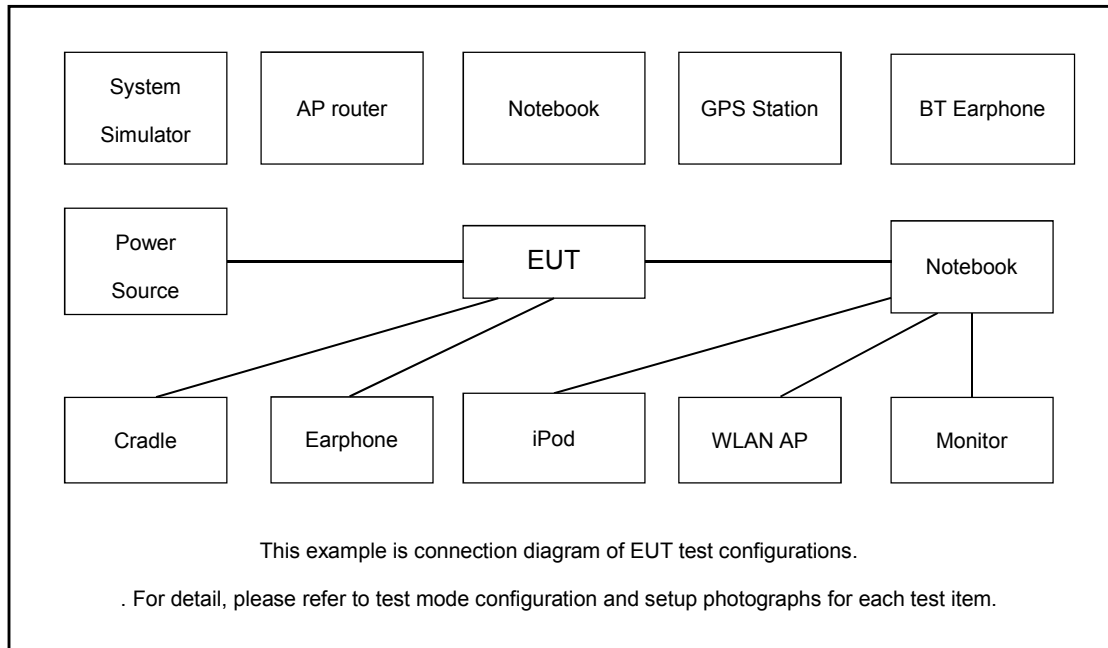 System
Simulator
AP router
Notebook
GPS Station
BT Earphone
Power
Source
EUT
Notebook
Cradle
Earphone
iPod
WLAN AP
Monitor
This example is connection diagram of EUT test configurations.
. For detail, please refer to test mode configuration and setup photographs for each test item.